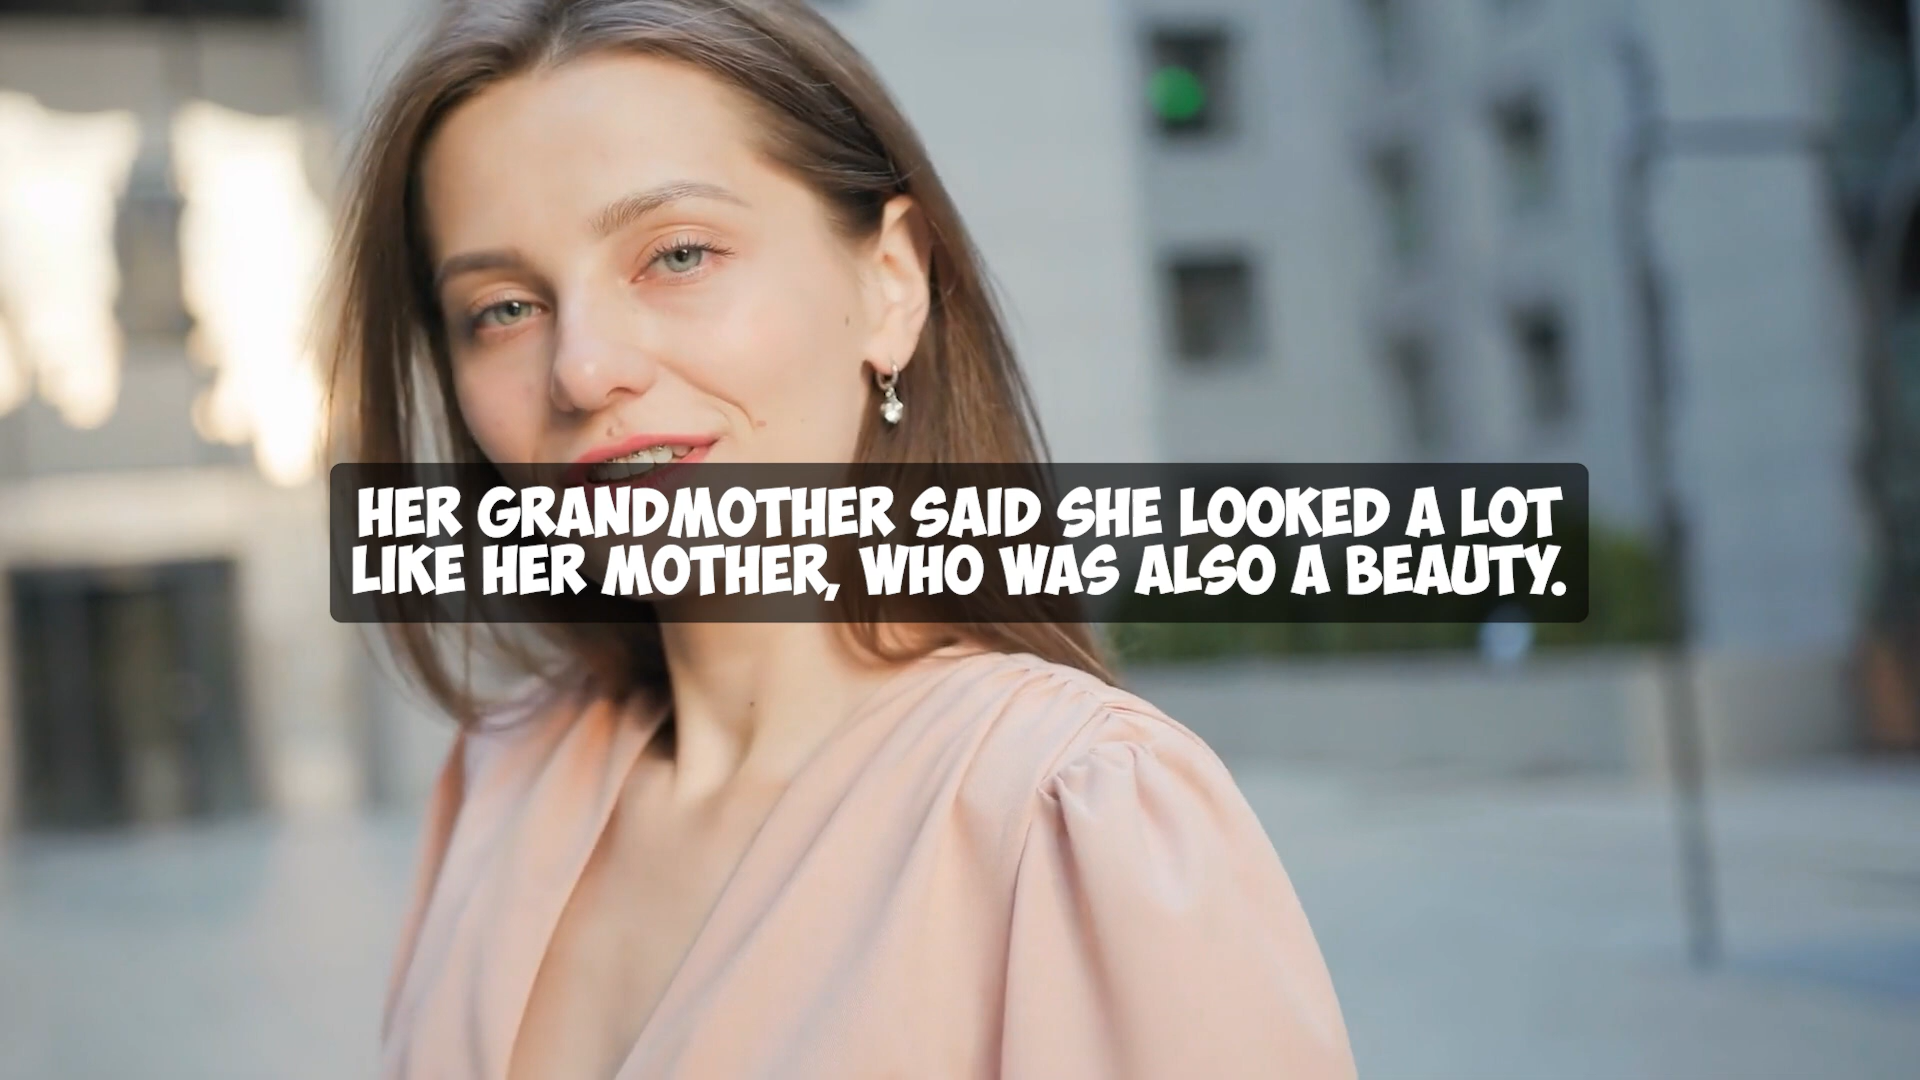 HER GRANDMOTHER SAID SHE LOOKED A LOT
LIKE HER MOTHER, WHO WAS ALSO A BEAUTY.